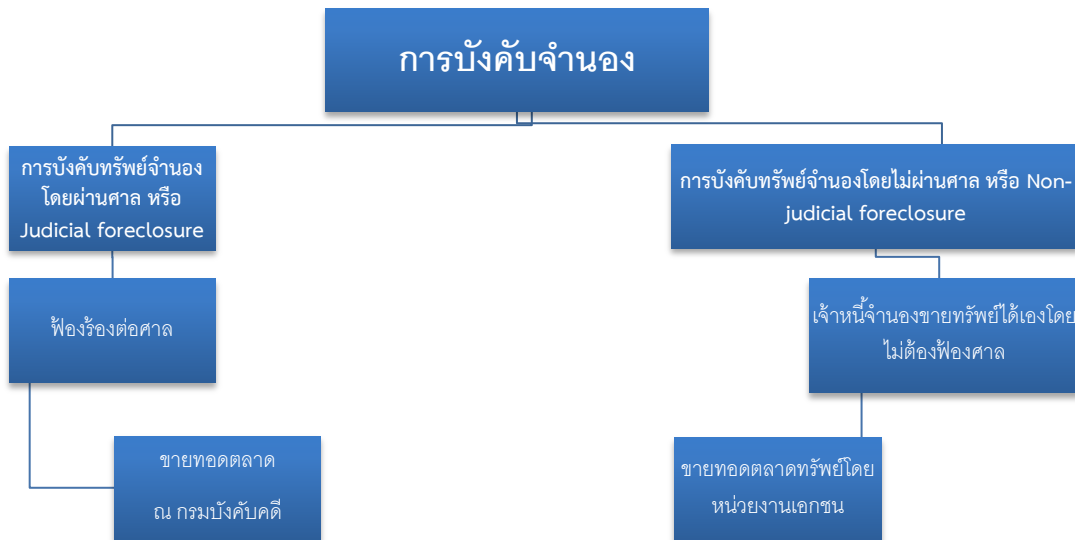 การบังคับจำนอง
การบังคับทรัพย์จำนอง
โดยผ่านศาล หรือ
Judicial foreclosure
การบังคับทรัพย์จำนองโดยไม่ผ่านศาล หรือ Non-
judicial foreclosure
ฟ้องร้องต่อศาล
เจ้าหนี้จำนองขายทรัพย์ได้เองโดย
ไม่ต้องฟ้องศาล
ขายทอดตลาด
ณ กรมบังคับคดี
ขายทอดตลาดทรัพย์โดย
หน่วยงานเอกชน